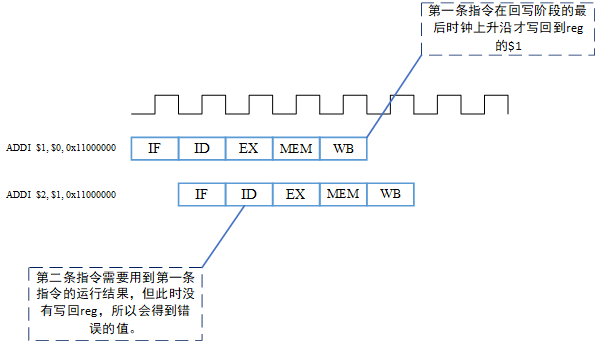 第一条指令在回写阶段的最
后时钟上升沿才写回到reg
的$1
ADDI $1, $0, 0x11000000
IF ID EX MEM WB
ADDI $2, $1, 0x11000000
IF ID EX MEM WB
第二条指令需要用到第一条
指令的运行结果，但此时没
有写回reg，所以会得到错
误的值。